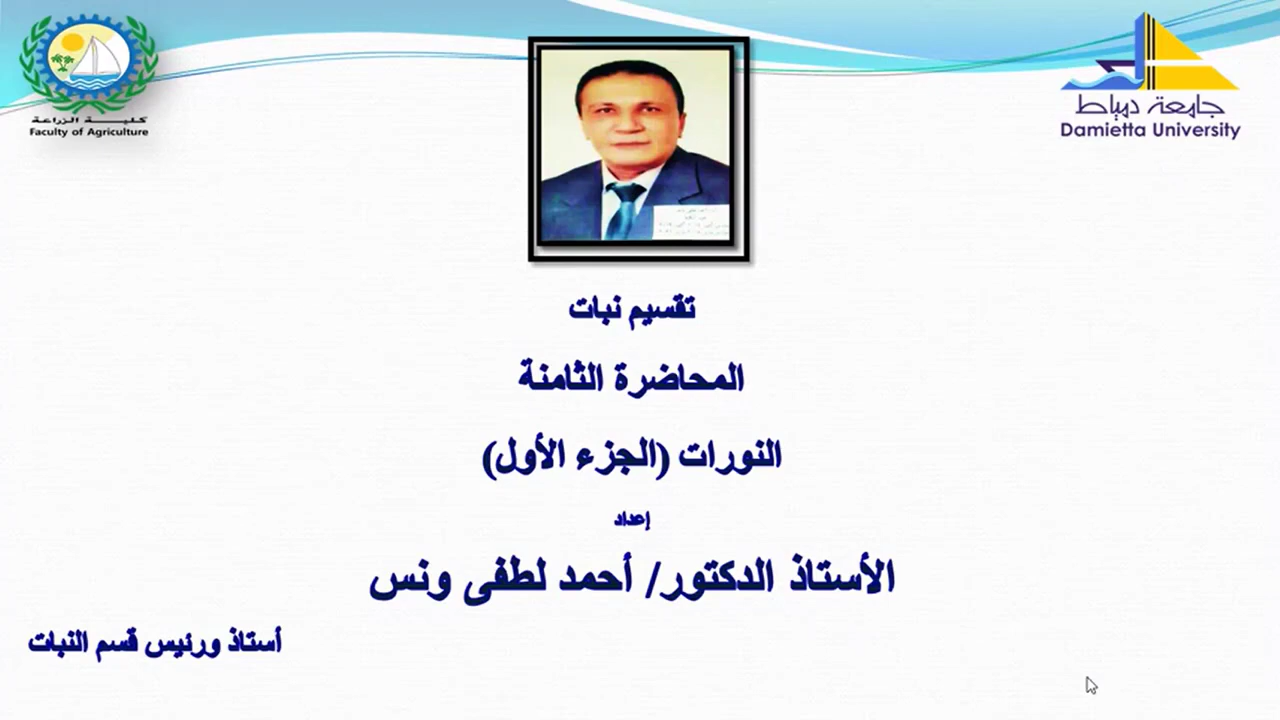 كليـــة الزراعة
Faculty of Agriculture
جامعة دمياط
Damietta University
تقسيم نبات
المحاضرة الثامنة
النورات (الجزء الأول)
إعداد
الأستاذ الدكتور/ أحمد لطفى ونس
أستاذ ورئيس قسم النبات